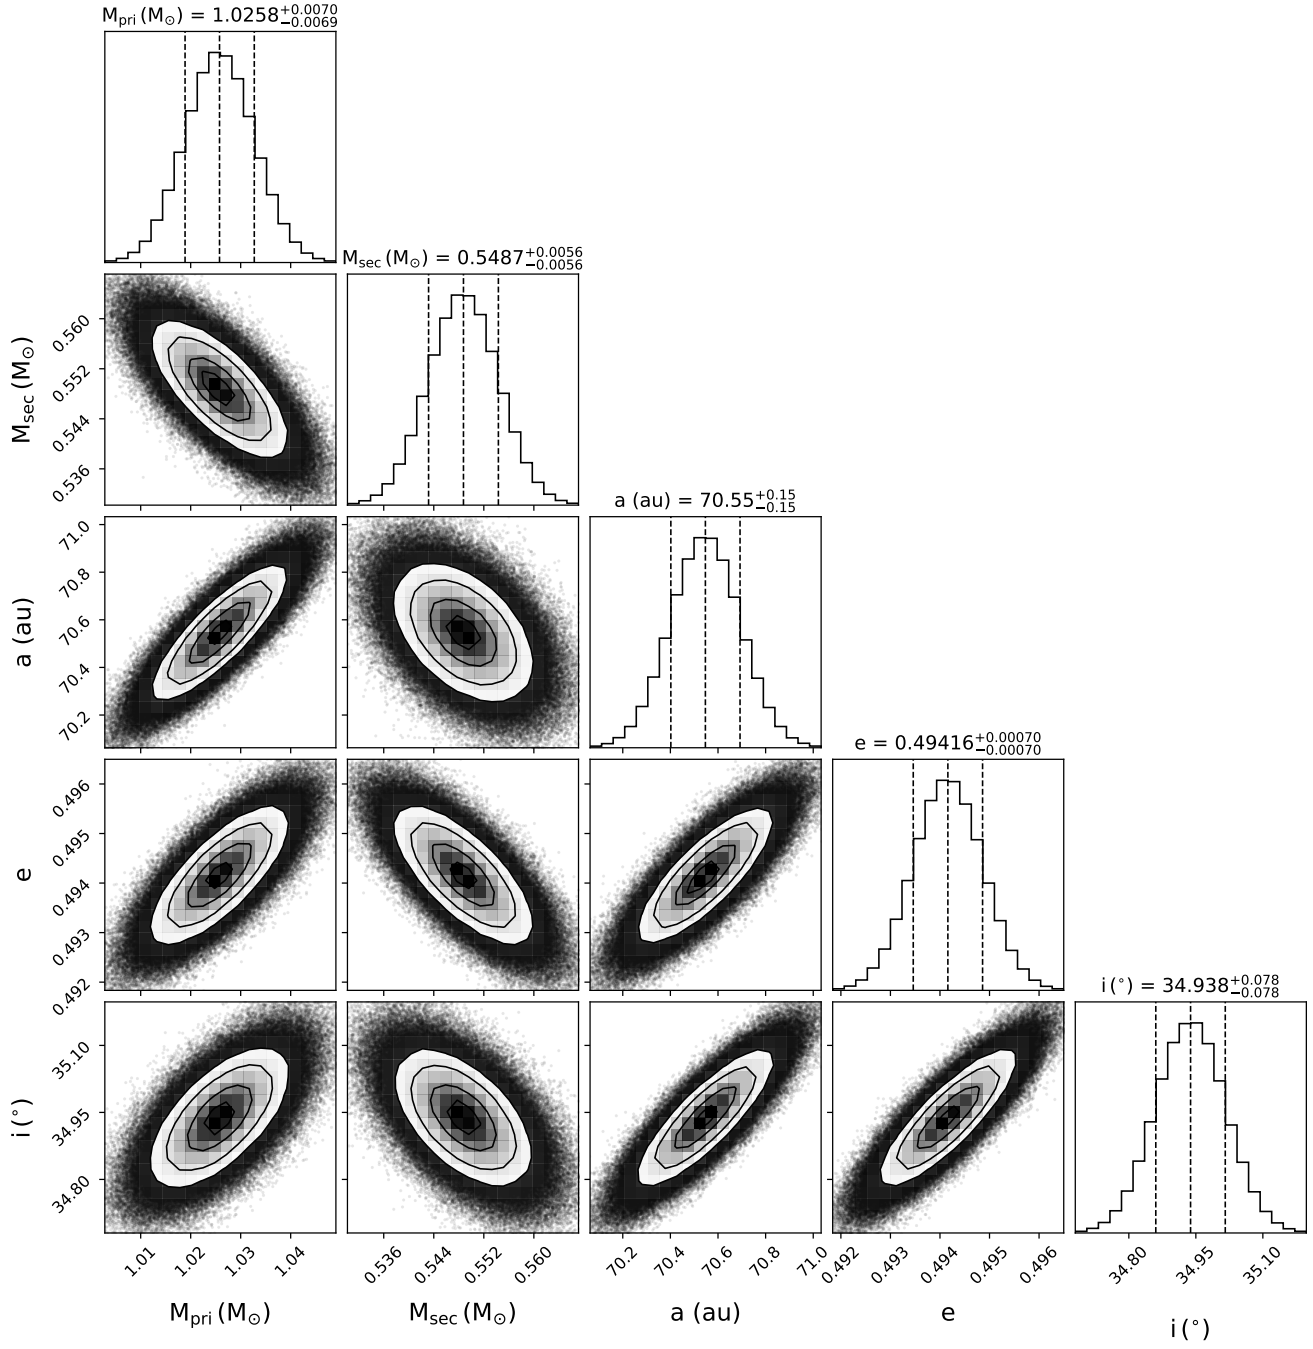 M_pri (M_⊙) = 1.0258 +0.0070 −0.0069
M_sec (M_⊙) = 0.5487 +0.0056 −0.0056
M_sec (M_⊙)
0.560
0.552
0.544
0.536
a (au) = 70.55 +0.15 −0.15
a (au)
71.0
70.8
70.6
70.4
70.2
e = 0.49416 +0.00070 −0.00070
e
0.496
0.495
0.494
0.493
0.492
i (°) = 34.938 +0.078 −0.078
i (°)
35.10
34.95
34.80
1.01 1.02 1.03 1.04
0.536 0.544 0.552 0.560
70.2 70.4 70.6 70.8 71.0
0.492 0.493 0.494 0.495 0.496
34.80 34.95 35.10
M_pri (M_⊙)
M_sec (M_⊙)
a (au)
e
i (°)